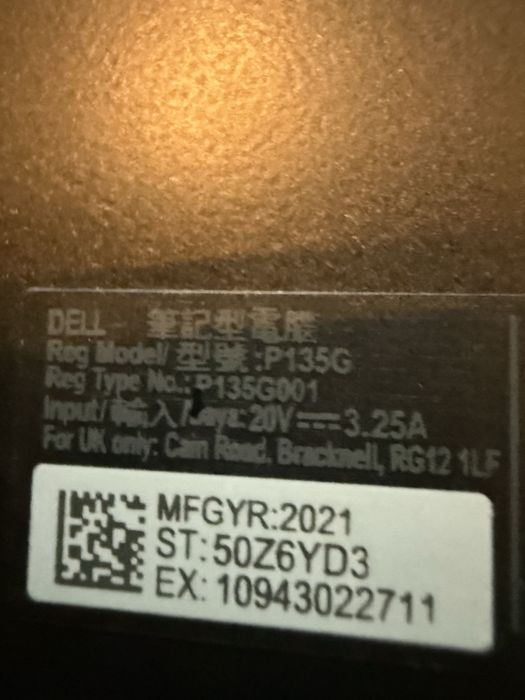 DELL 筆記型電腦
Reg Model/ 型號 : P135G
Reg Type No.: P135G001
Input/ 輸入/ 20V⎓3.25A
For UK only: Cain Road, Bracknell, RG12 1LF
MFGYR:2021
ST: 50Z6YD3
EX: 10943022711